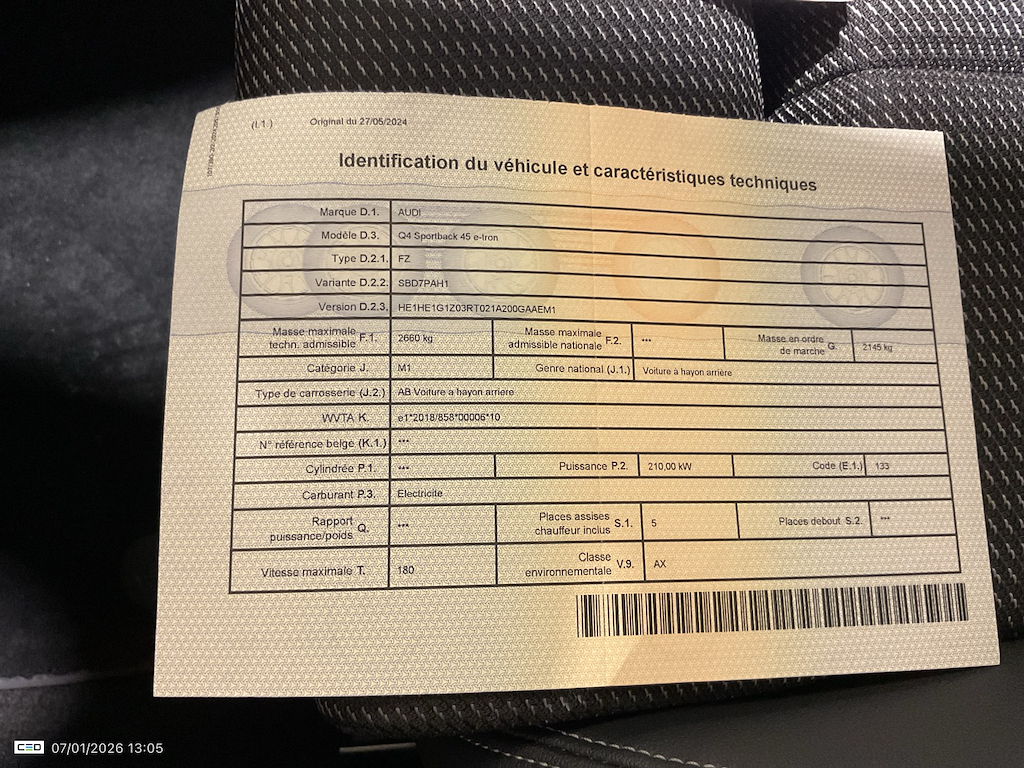 (I.1.) Original du 27/05/2024
Identification du véhicule et caractéristiques techniques
Marque D.1. AUDI
Modèle D.3. Q4 Sportback 45 e-tron
Type D.2.1. FZ
Variante D.2.2. SBD7PAH1
Version D.2.3. HE1HE1G1Z03RT021A200GAAEM1
Masse maximale techn. admissible F.1. 2660 kg Masse maximale admissible nationale F.2. *** Masse en ordre de marche G. 2145 kg
Catégorie J. M1 Genre national (J.1.) Voiture à hayon arrière
Type de carrosserie (J.2.) AB Voiture à hayon arrière
WVTA K. e1*2018/858*00006*10
N° référence belge (K.1.) ***
Cylindrée P.1. *** Puissance P.2. 210,00 kW Code (E.1.) 133
Carburant P.3. Electricité
Rapport puissance/poids Q. *** Places assises chauffeur inclus S.1. 5 Places debout S.2. ***
Vitesse maximale T. 180 Classe environnementale V.9. AX
CEO 07/01/2026 13:05